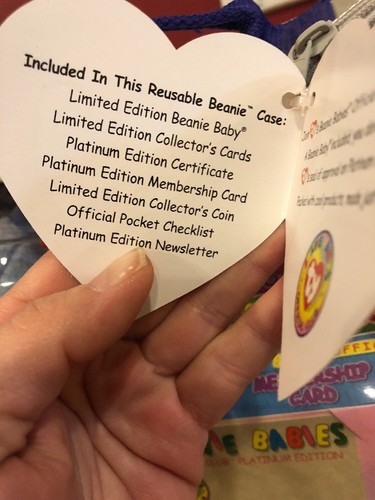 Included In This Reusable Beanie™ Case:
Limited Edition Beanie Baby®
Limited Edition Collector's Cards
Platinum Edition Certificate
Platinum Edition Membership Card
Limited Edition Collector's Coin
Official Pocket Checklist
Platinum Edition Newsletter
MEMBERSHIP
CARD
BABIES
PLATINUM EDITION